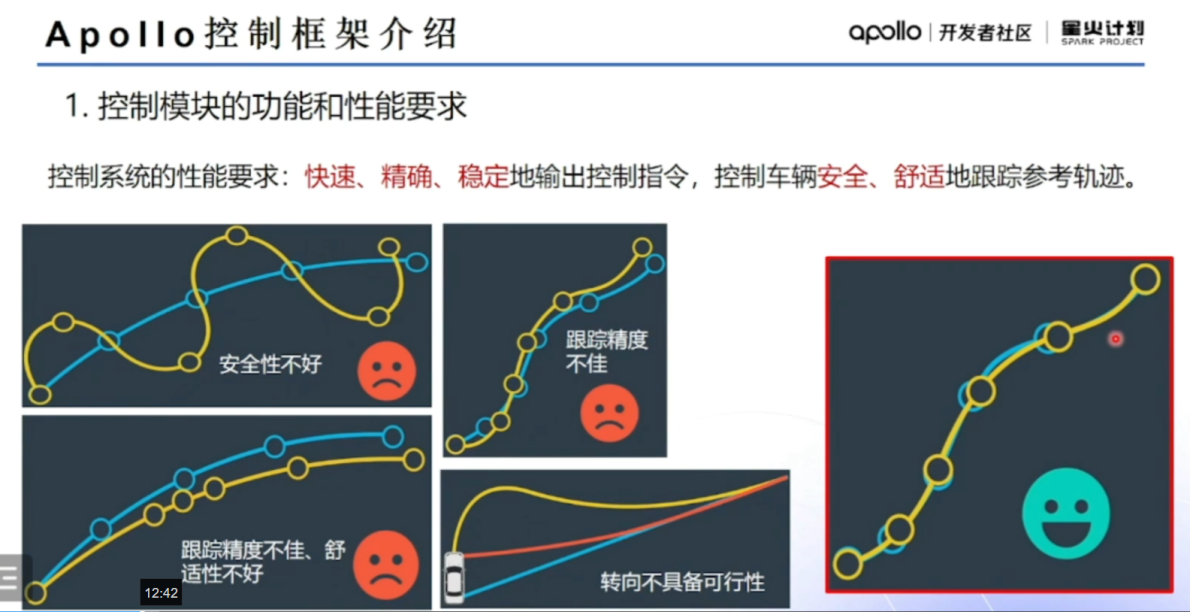 Apollo控制框架介绍
apollo 开发者社区 星火计划
SPARK PROJECT
1. 控制模块的功能和性能要求
控制系统的性能要求：快速、精确、稳定地输出控制指令，控制车辆安全、舒适地跟踪参考轨迹。
安全性不好
跟踪精度
不佳
跟踪精度不佳、舒
适性不好
转向不具备可行性
12:42